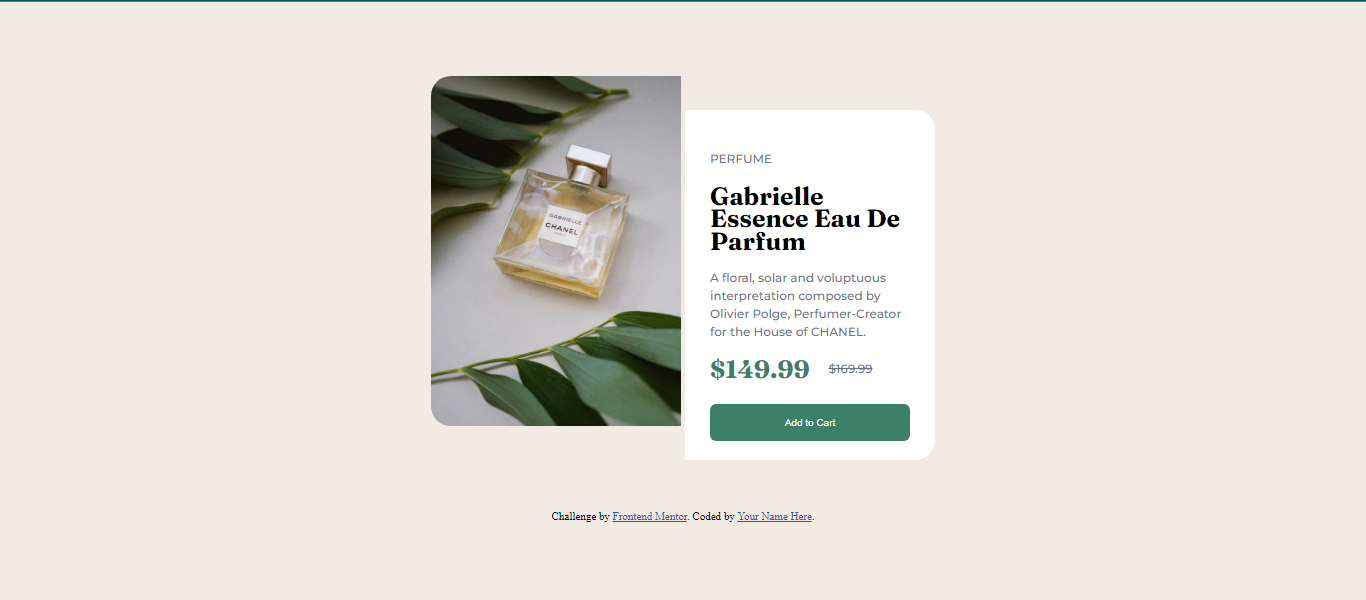 GABRIELLE
CHANEL
PERFUME
Gabrielle
Essence Eau De
Parfum
A floral, solar and voluptuous
interpretation composed by
Olivier Polge, Perfumer-Creator
for the House of CHANEL.
$149.99 $169.99
Add to Cart
Challenge by Frontend Mentor. Coded by Your Name Here.